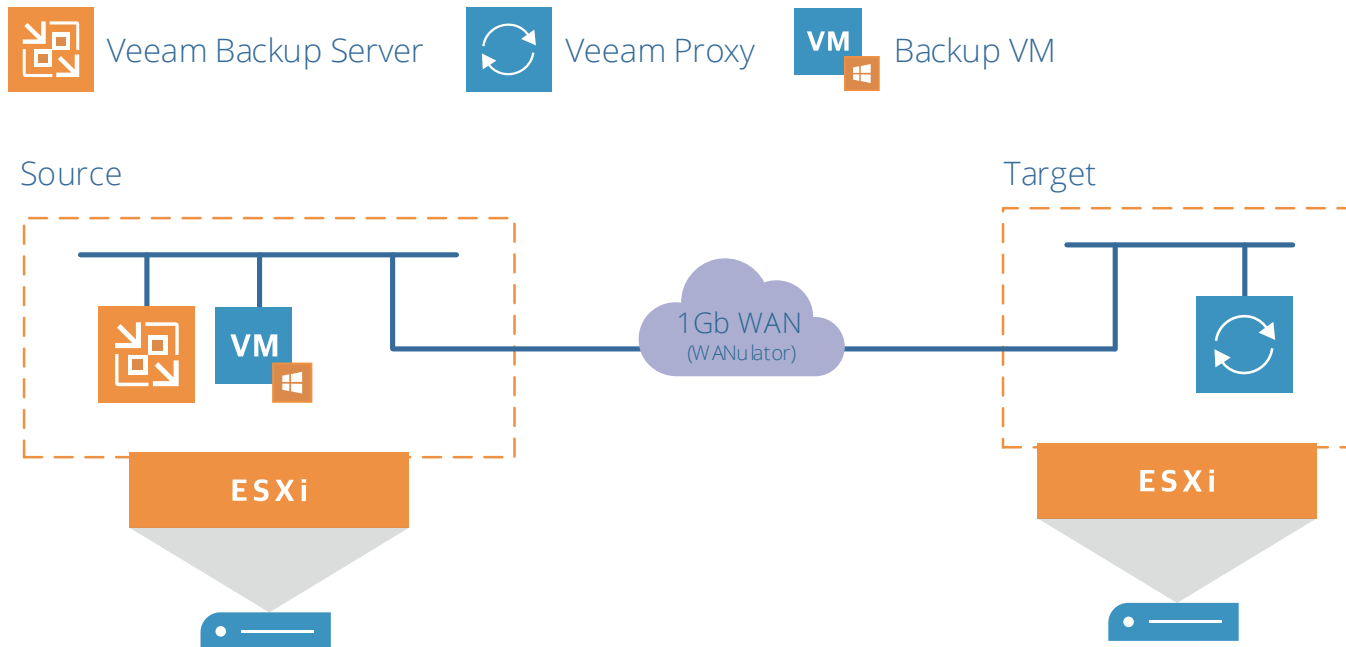 Veeam Backup Server
Veeam Proxy
VM
Backup VM
Source
Target
1Gb WAN
(WANulator)
VM
ESXi
ESXi